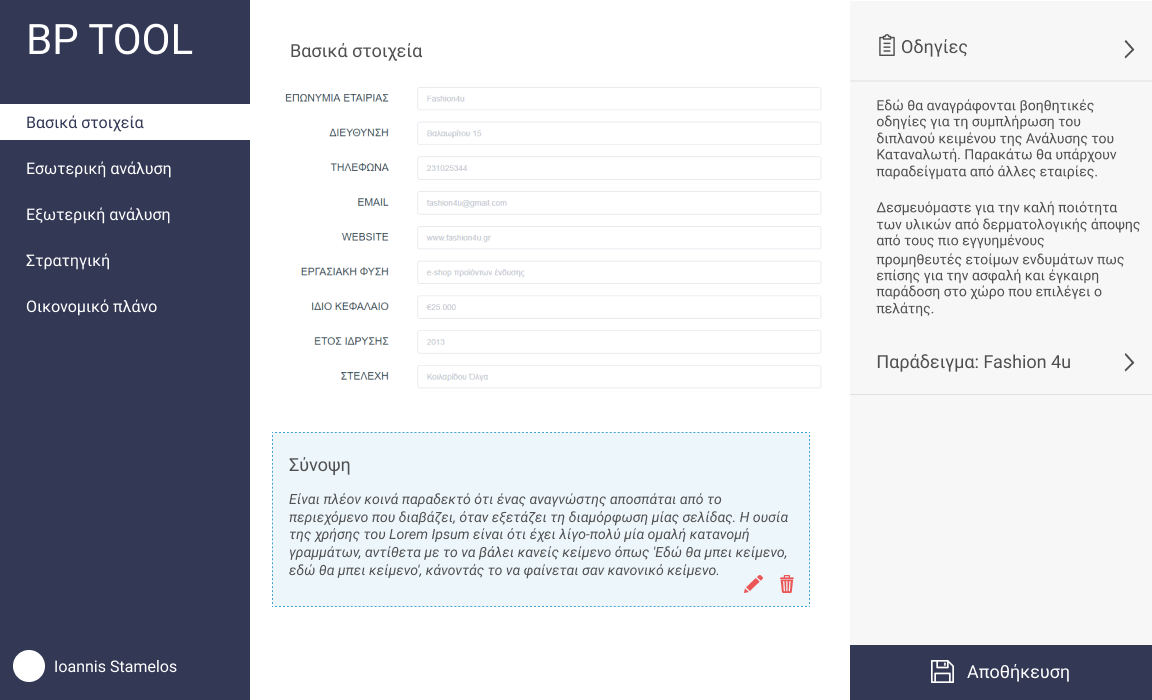 BP TOOL
Βασικά στοιχεία
Εσωτερική ανάλυση
Εξωτερική ανάλυση
Στρατηγική
Οικονομικό πλάνο
Ioannis Stamelos
Βασικά στοιχεία
ΕΠΩΝΥΜΙΑ ΕΤΑΙΡΙΑΣ Fashion4u
ΔΙΕΥΘΥΝΣΗ Βαλαωρίτου 15
ΤΗΛΕΦΩΝΑ 231025344
EMAIL fashion4u@gmail.com
WEBSITE www.fashion4u.gr
ΕΡΓΑΣΙΑΚΗ ΦΥΣΗ e-shop προϊόντων ένδυσης
ΙΔΙΟ ΚΕΦΑΛΑΙΟ €25.000
ΕΤΟΣ ΙΔΡΥΣΗΣ 2013
ΣΤΕΛΕΧΗ Κοιλαρίδου Όλγα
Σύνοψη
Είναι πλέον κοινά παραδεκτό ότι ένας αναγνώστης αποσπάται από το
περιεχόμενο που διαβάζει, όταν εξετάζει τη διαμόρφωση μίας σελίδας. Η ουσία
της χρήσης του Lorem Ipsum είναι ότι έχει λίγο-πολύ μία ομαλή κατανομή
γραμμάτων, αντίθετα με το να βάλει κανείς κείμενο όπως 'Εδώ θα μπει κείμενο,
εδώ θα μπει κείμενο', κάνοντάς το να φαίνεται σαν κανονικό κείμενο.
Οδηγίες
Εδώ θα αναγράφονται βοηθητικές
οδηγίες για τη συμπλήρωση του
διπλανού κειμένου της Ανάλυσης του
Καταναλωτή. Παρακάτω θα υπάρχουν
παραδείγματα από άλλες εταιρίες.
Δεσμευόμαστε για την καλή ποιότητα
των υλικών από δερματολογικής άποψης
από τους πιο εγγυημένους
προμηθευτές ετοίμων ενδυμάτων πως
επίσης για την ασφαλή και έγκαιρη
παράδοση στο χώρο που επιλέγει ο
πελάτης.
Παράδειγμα: Fashion 4u
Αποθήκευση